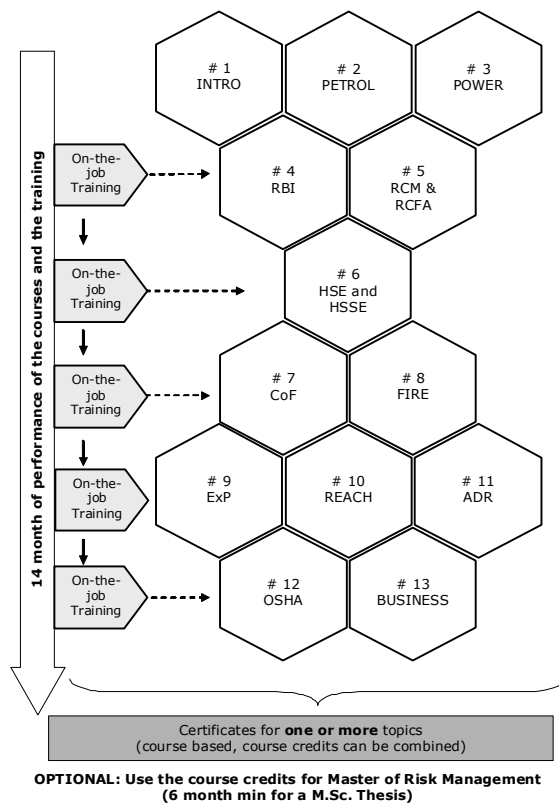 14 month of performance of the courses and the training
# 1
INTRO
# 2
PETROL
# 3
POWER
On-the-
job
Training
# 4
RBI
# 5
RCM &
RCFA
On-the-
job
Training
# 6
HSE and
HSSE
On-the-
job
Training
# 7
CoF
# 8
FIRE
On-the-
job
Training
# 9
ExP
# 10
REACH
# 11
ADR
On-the-
job
Training
# 12
OSHA
# 13
BUSINESS
Certificates for one or more topics
(course based, course credits can be combined)
OPTIONAL: Use the course credits for Master of Risk Management
(6 month min for a M.Sc. Thesis)